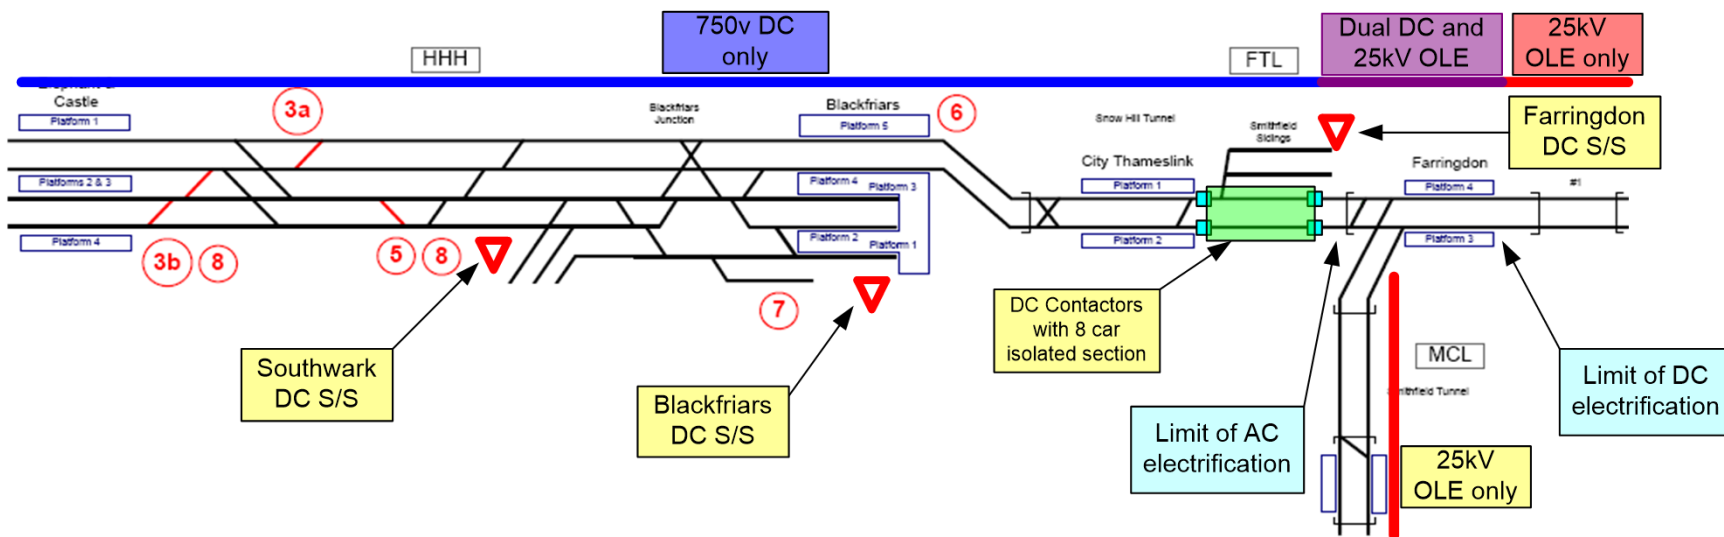 750v DC
only
Dual DC and
25kV OLE
25kV
OLE only
HHH
FTL
Castle
Platform 1
3a
Blackfriars
Junction
Blackfriars
Platform 5
6
Snow Hill Tunnel
Smithfield
Sidings
Farringdon
DC S/S
City Thameslink
Platform 1
Farringdon
Platform 4
#1
Platforms 2 & 3
Platform 4
Platform 3
Platform 4
Platform 2
Platform 1
Platform 2
Platform 3
3b
8
5
8
7
DC Contactors
with 8 car
isolated section
Southwark
DC S/S
Blackfriars
DC S/S
MCL
Smithfield Tunnel
Limit of AC
electrification
Limit of DC
electrification
25kV
OLE only